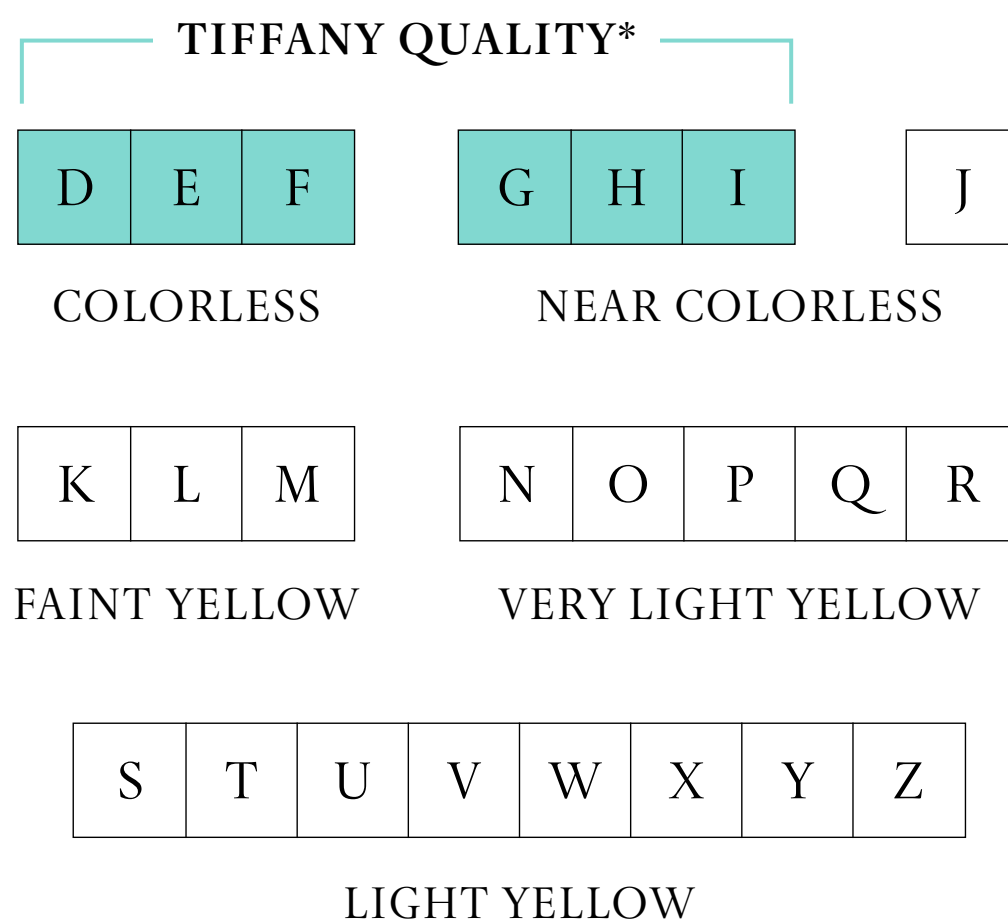 TIFFANY QUALITY*
D E F G H I J
COLORLESS NEAR COLORLESS
K L M N O P Q R
FAINT YELLOW VERY LIGHT YELLOW
S T U V W X Y Z
LIGHT YELLOW